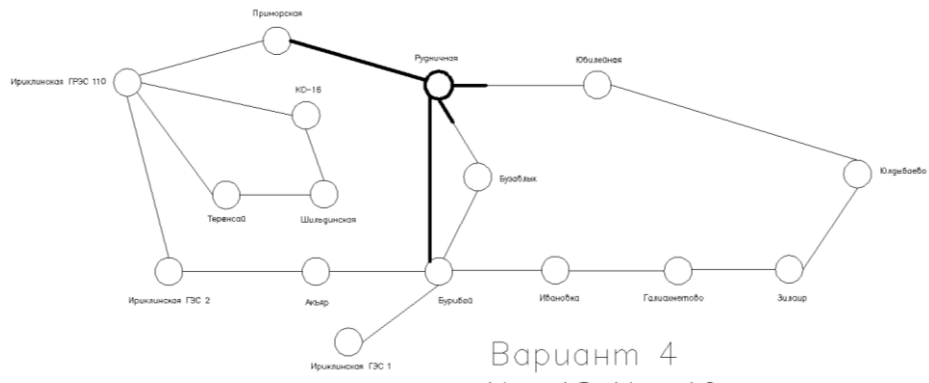 Приморская
Рудничная
Юбилейная
Ириклинская ГРЭС 110
КС-16
Бузавлык
Юлдыбаево
Теренсай
Шильдинская
Ириклинская ГЭС 2
Акъяр
Бурибай
Ивановка
Галиахметово
Зилаир
Ириклинская ГЭС 1
Вариант 4